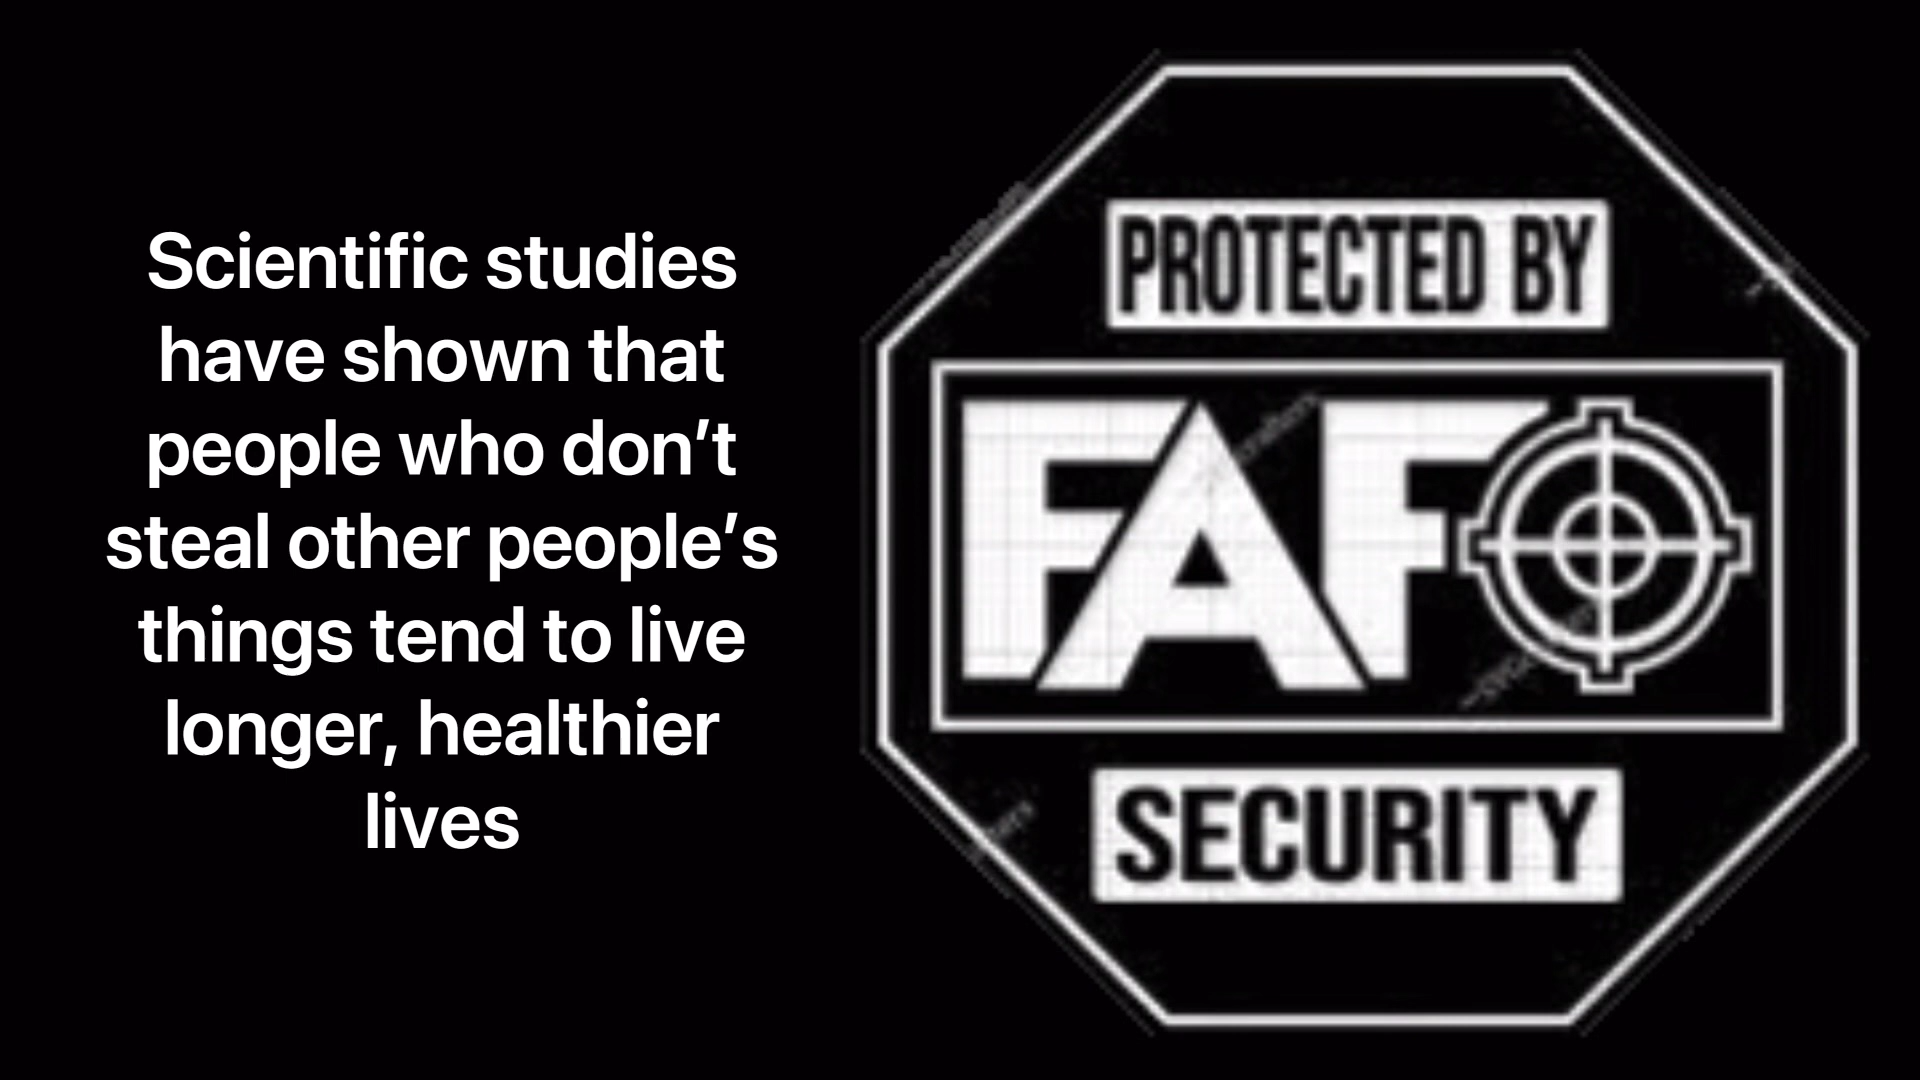 Scientific studies
have shown that
people who don’t
steal other people’s
things tend to live
longer, healthier
lives
PROTECTED BY
FAFO
SECURITY